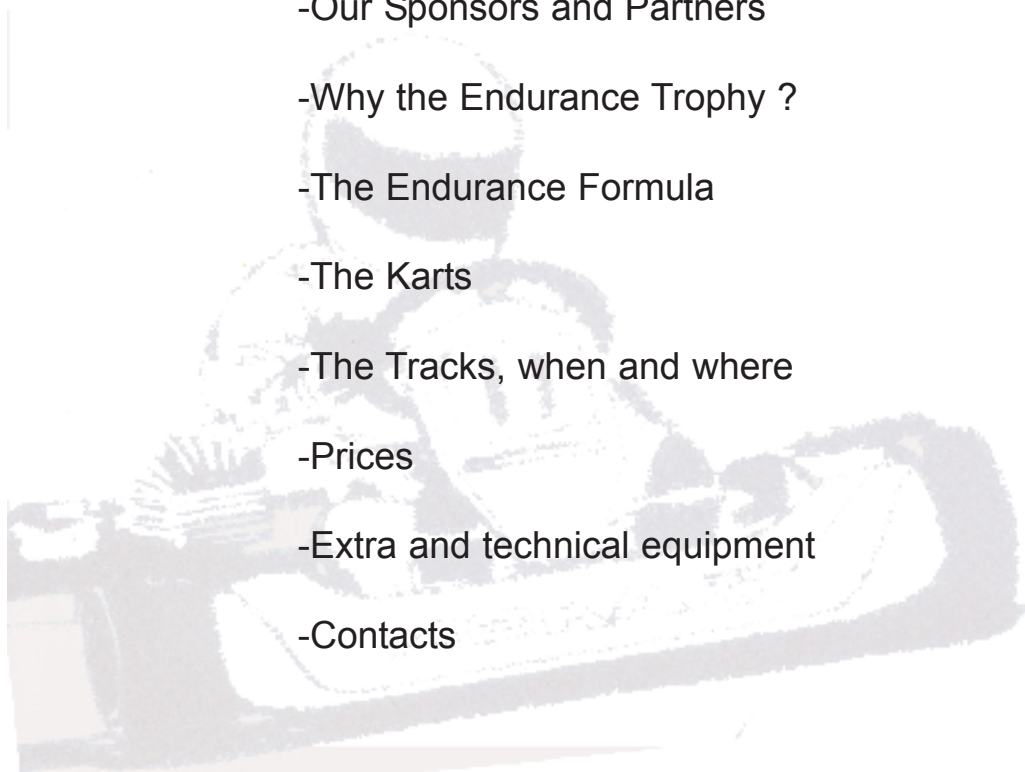 -Our Sponsors and Partners
-Why the Endurance Trophy ?
-The Endurance Formula
-The Karts
-The Tracks, when and where
-Prices
-Extra and technical equipment
-Contacts